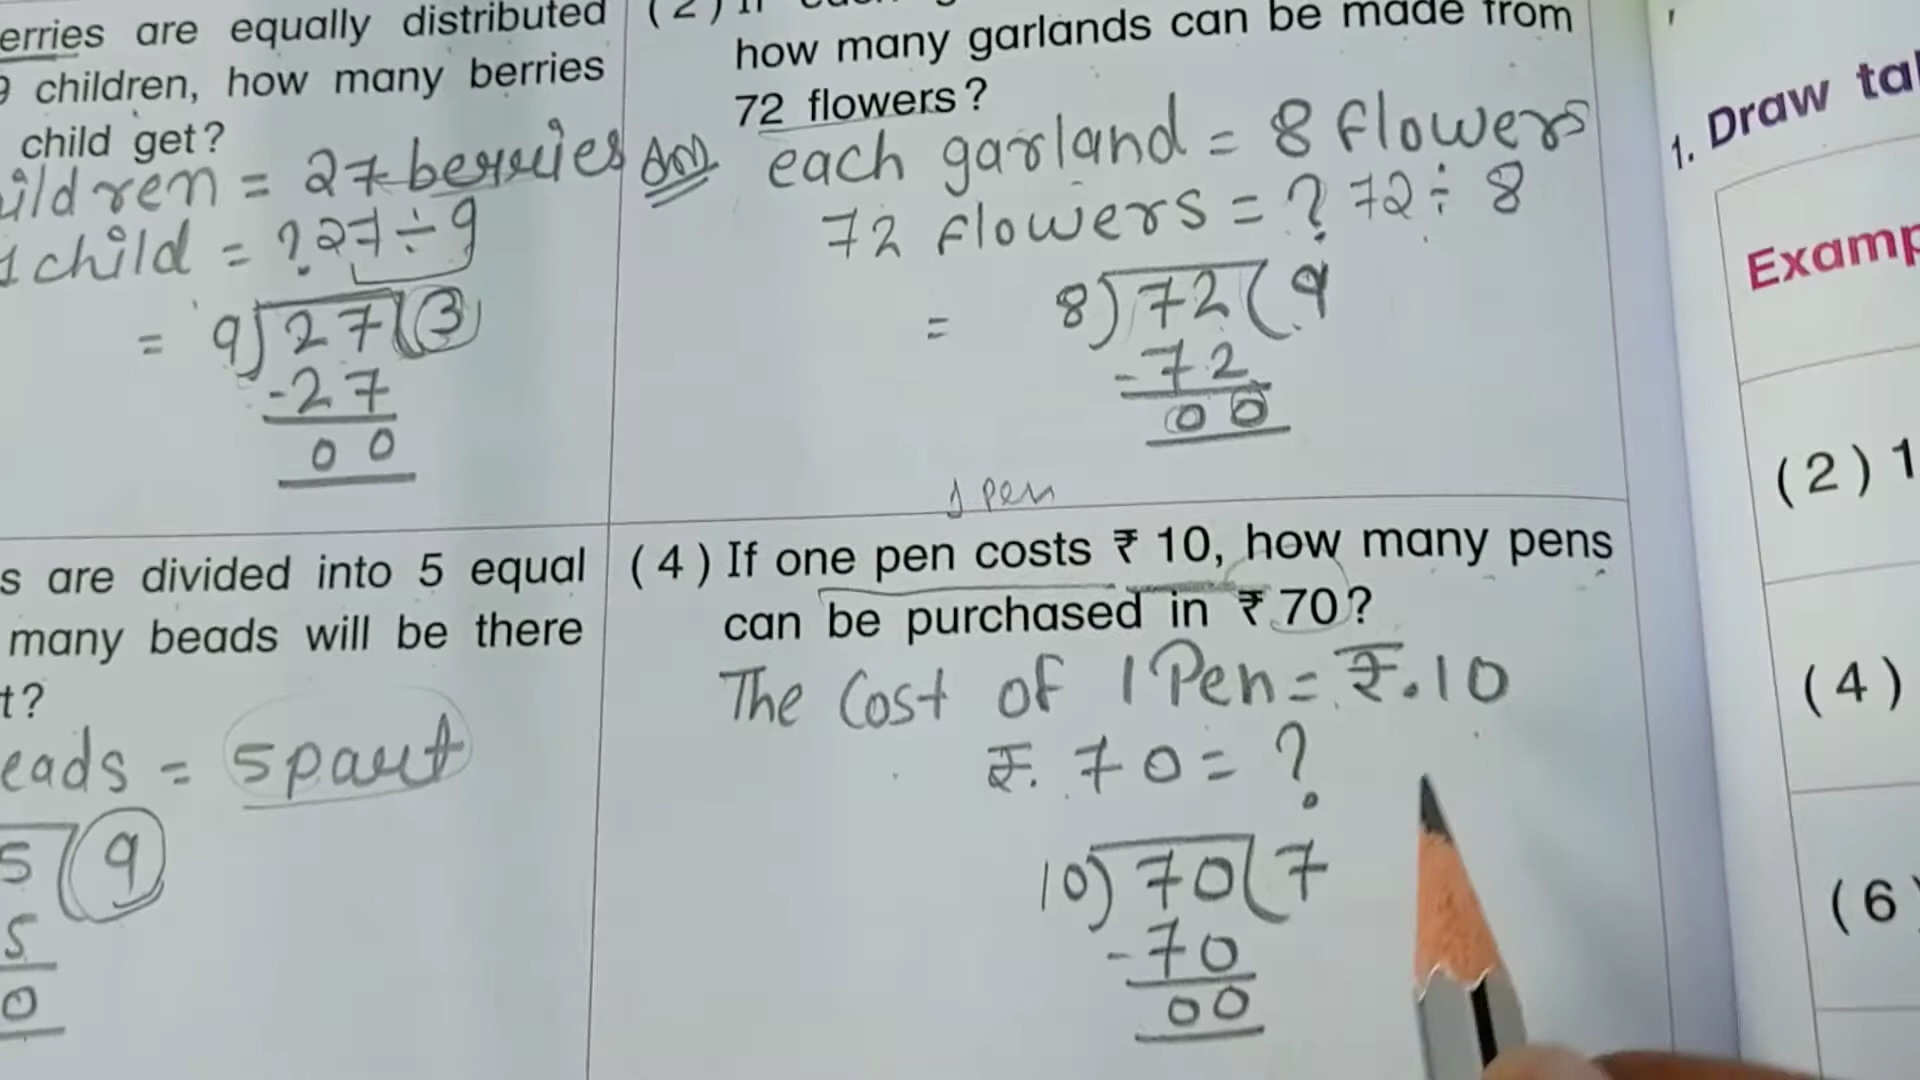 erries are equally distributed
9 children, how many berries
child get?
ildren = 27 berries
1 child = ? 27 ÷ 9
= 9) 27 (3
- 27
00
(2) If
how many garlands can be made from
72 flowers?
Ans each garland = 8 flowers
72 flowers = ? 72 ÷ 8
= 8) 72 (9
- 72
00
s are divided into 5 equal
many beads will be there
t?
eads = 5 part
5 (9
5
0
1 pen
(4) If one pen costs ₹ 10, how many pens
can be purchased in ₹ 70?
The Cost of 1 Pen = ₹. 10
₹. 70 = ?
10) 70 (7
- 70
00
1. Draw ta
Examp
(2) 1
(4)
(6)